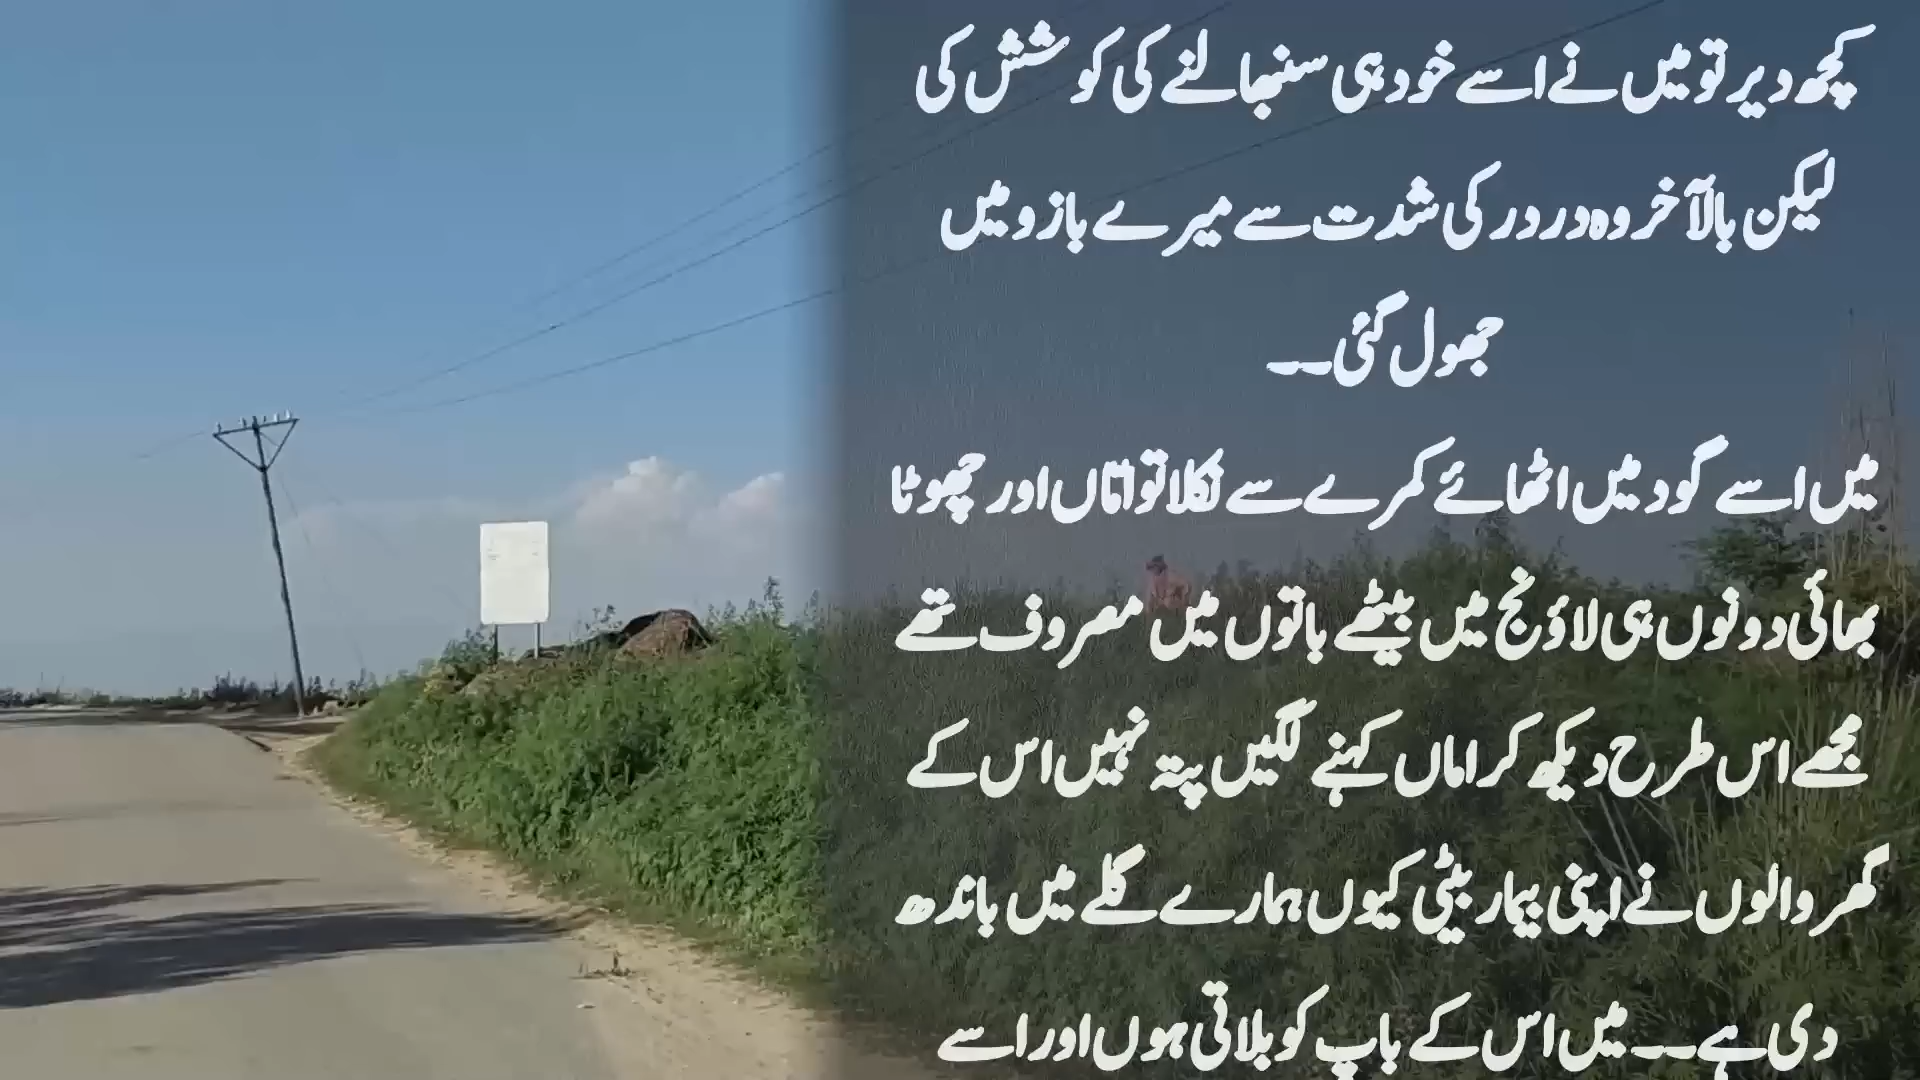 کچھ دیر تو میں نے اسے خود ہی سنبھالنے کی کوشش کی
لیکن بالآخر وہ درد کی شدت سے میرے بازو میں
جھول گئی۔۔
میں اسے گود میں اٹھائے کمرے سے نکلا تو اماں اور چھوٹا
بھائی دونوں ہی لاؤنج میں بیٹھے باتوں میں مصروف تھے
مجھے اس طرح دیکھ کر اماں کہنے لگیں پتہ نہیں اس کے
گھر والوں نے اپنی بیمار بیٹی کیوں ہمارے گلے میں باندھ
دی ہے۔۔ میں اس کے باپ کو بلاتی ہوں اور اسے